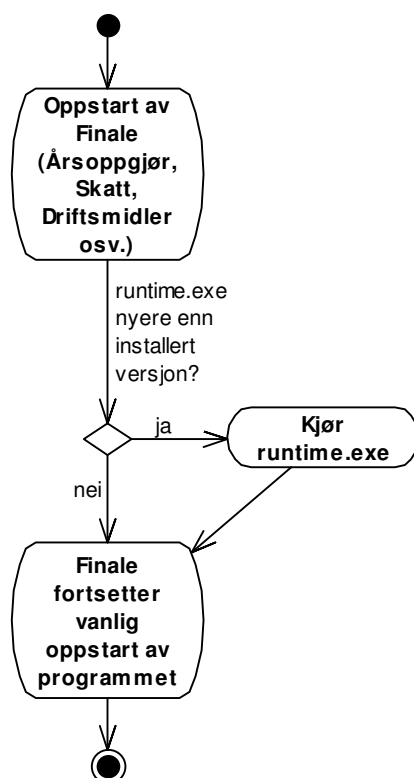 Oppstart av
Finale
(Årsoppgjør,
Skatt,
Driftsmidler
osv.)
runtime.exe
nyere enn
installert
versjon?
ja
Kjør
runtime.exe
nei
Finale
fortsetter
vanlig
oppstart av
programmet